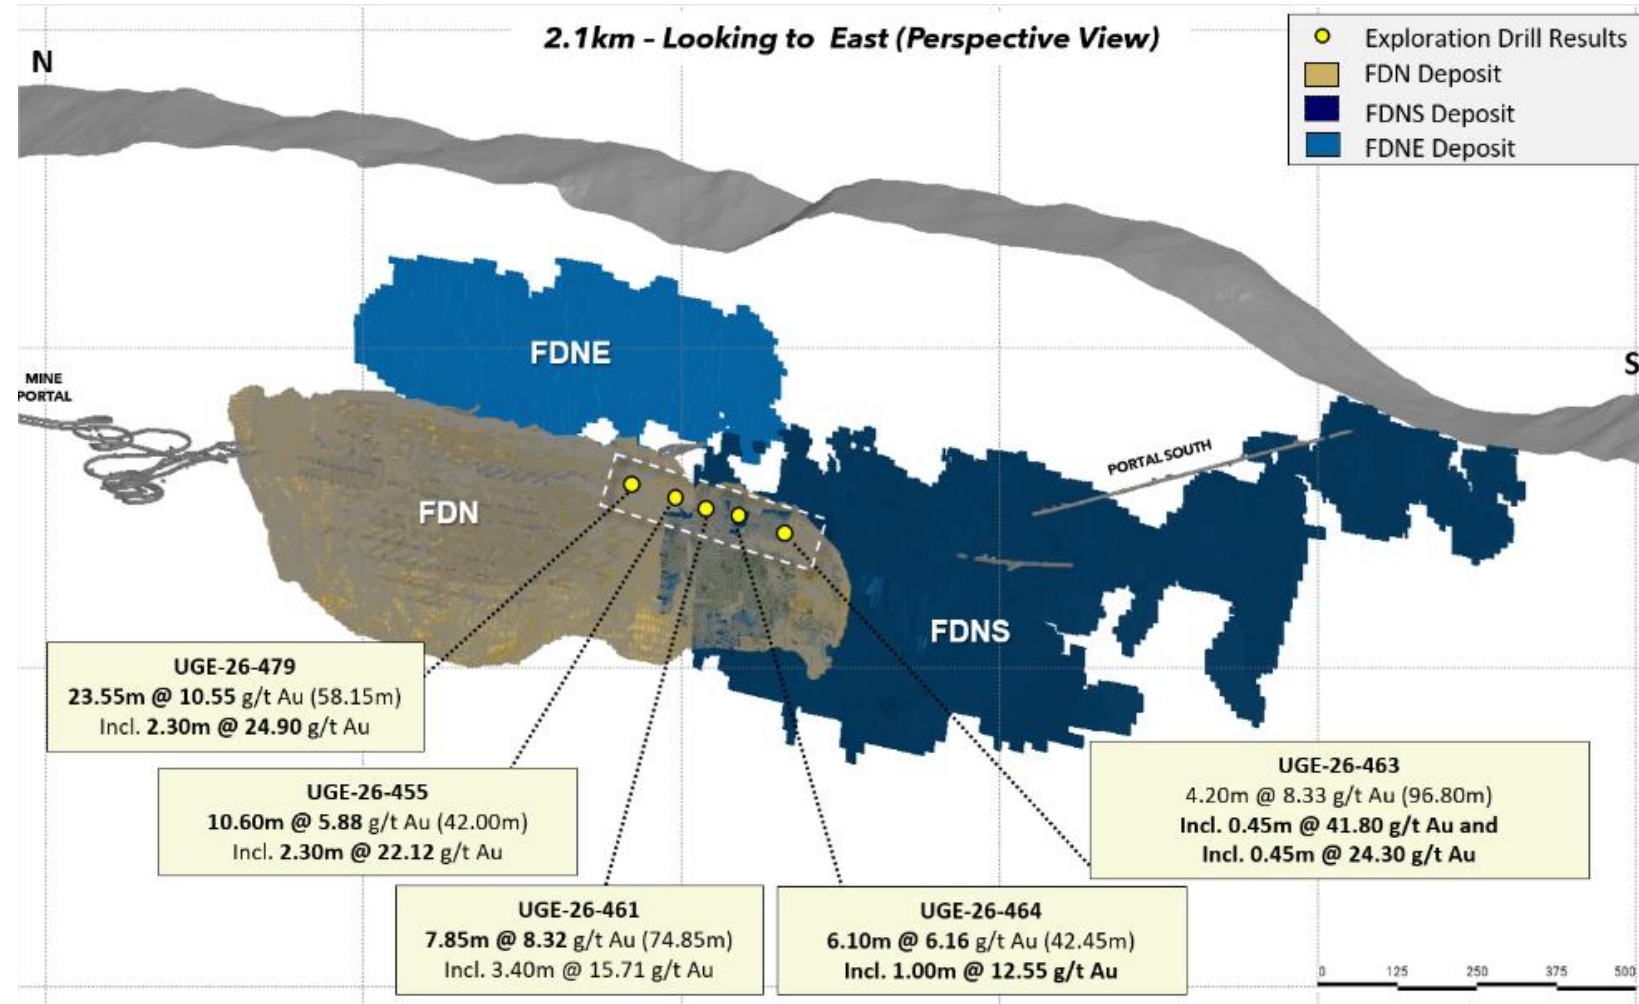 2.1km - Looking to East (Perspective View)
N
Exploration Drill Results
FDN Deposit
FDNS Deposit
FDNE Deposit
S
FDNE
MINE
PORTAL
PORTAL SOUTH
FDN
FDNS
UGE-26-479
23.55m @ 10.55 g/t Au (58.15m)
Incl. 2.30m @ 24.90 g/t Au
UGE-26-455
10.60m @ 5.88 g/t Au (42.00m)
Incl. 2.30m @ 22.12 g/t Au
UGE-26-461
7.85m @ 8.32 g/t Au (74.85m)
Incl. 3.40m @ 15.71 g/t Au
UGE-26-464
6.10m @ 6.16 g/t Au (42.45m)
Incl. 1.00m @ 12.55 g/t Au
UGE-26-463
4.20m @ 8.33 g/t Au (96.80m)
Incl. 0.45m @ 41.80 g/t Au and
Incl. 0.45m @ 24.30 g/t Au
0 125 250 375 500